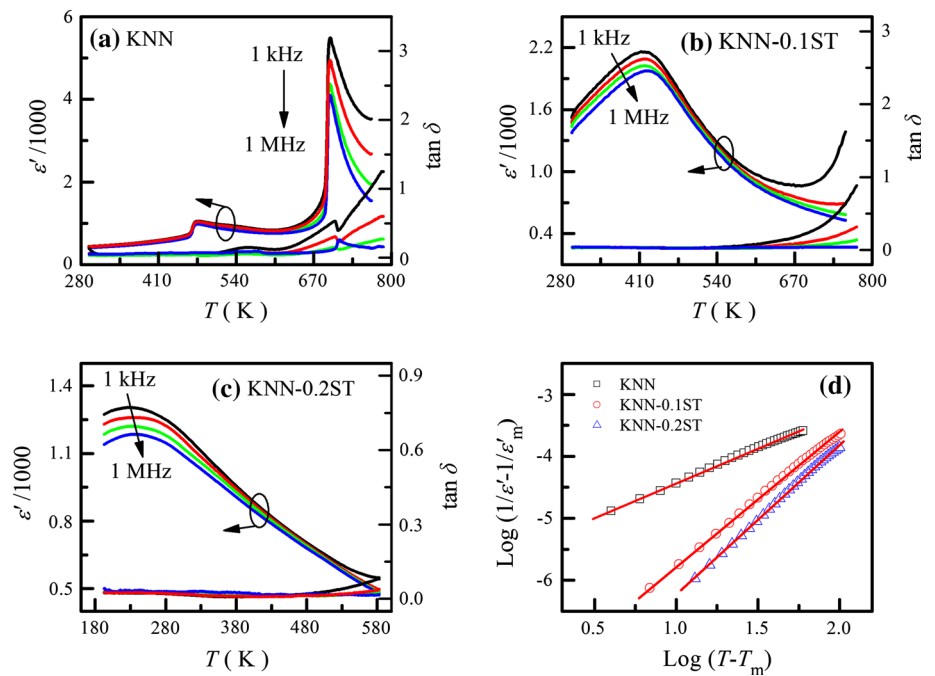 (a) KNN
1 kHz
1 MHz
ε'/1000
6
4
2
1
0
tan δ
3
2
1
0
280 410 540 670 800
T ( K )
(b) KNN-0.1ST
1 kHz
1 MHz
ε'/1000
2.2
1.6
1.0
0.4
tan δ
3
2
1
0
280 410 540 670 800
T ( K )
(c) KNN-0.2ST
1 kHz
1 MHz
ε'/1000
1.4
1.1
0.8
0.5
tan δ
0.9
0.6
0.3
0.0
180 280 380 480 580
T ( K )
(d)
KNN
KNN-0.1ST
KNN-0.2ST
Log (1/ε'-1/ε'm)
-3
-4
-5
-6
0.5 1.0 1.5 2.0
Log (T-Tm)